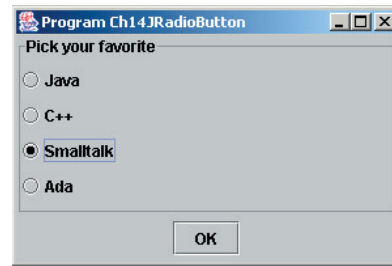 Program Ch14JRadioButton
Pick your favorite
Java
C++
Smalltalk
Ada
OK